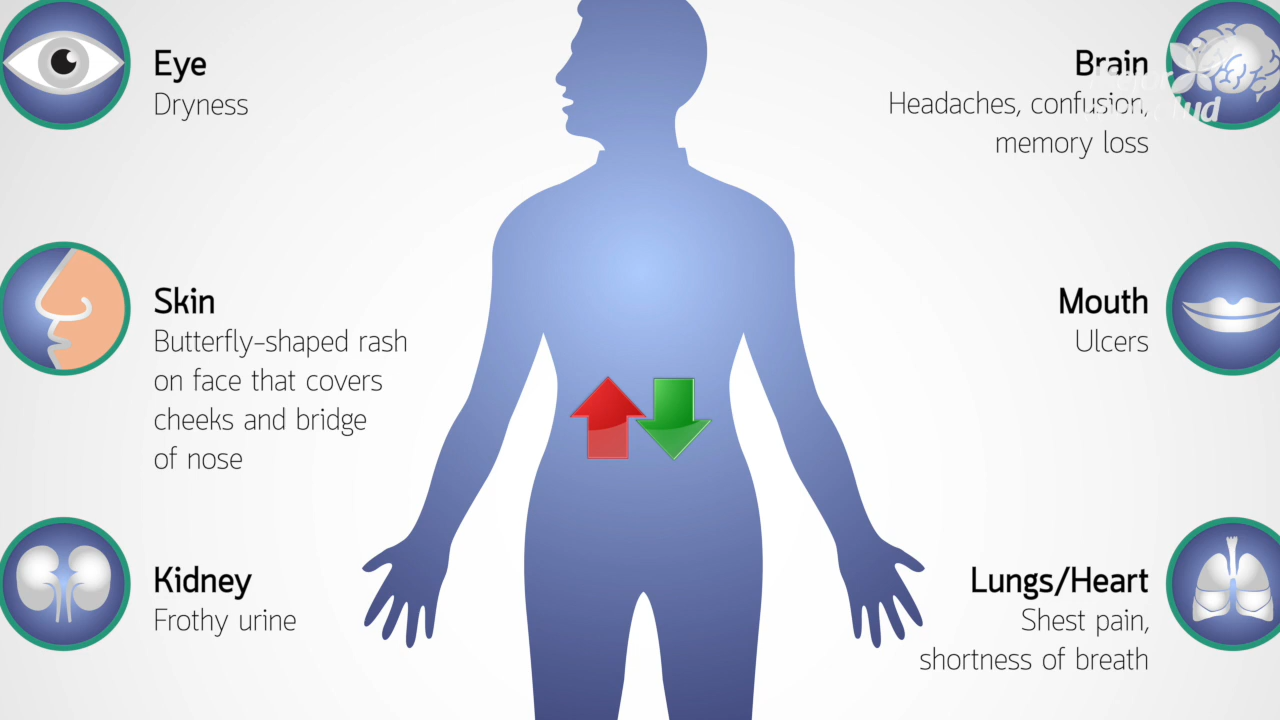 Eye
Dryness
Skin
Butterfly-shaped rash
on face that covers
cheeks and bridge
of nose
Kidney
Frothy urine
Brain
Headaches, confusion,
memory loss
Mouth
Ulcers
Lungs/Heart
Shest pain,
shortness of breath